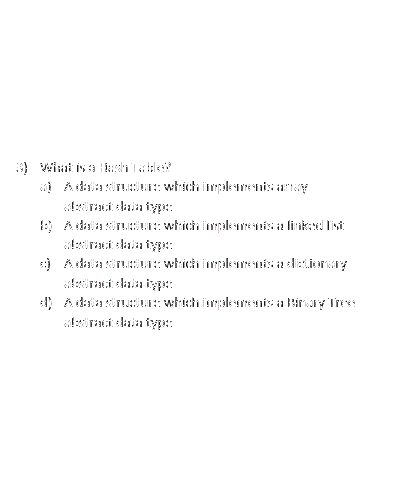 3) What is a Hash Table?
a) A data structure which implements array
abstract data type
b) A data structure which implements a linked list
abstract data type
c) A data structure which implements a dictionary
abstract data type
d) A data structure which implements a Binary Tree
abstract data type